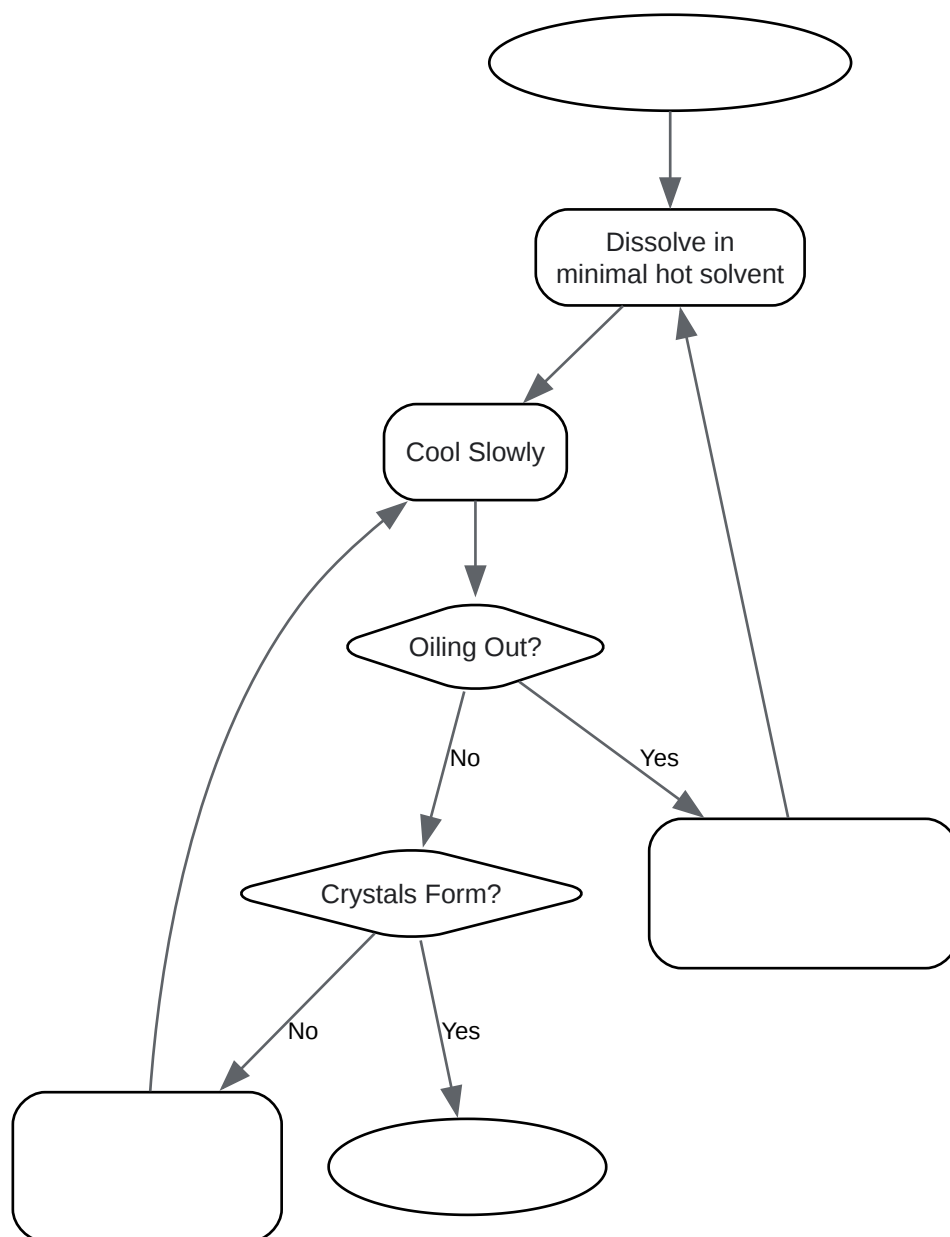 Dissolve in
minimal hot solvent
Cool Slowly
Oiling Out?
No
Yes
Crystals Form?
No
Yes